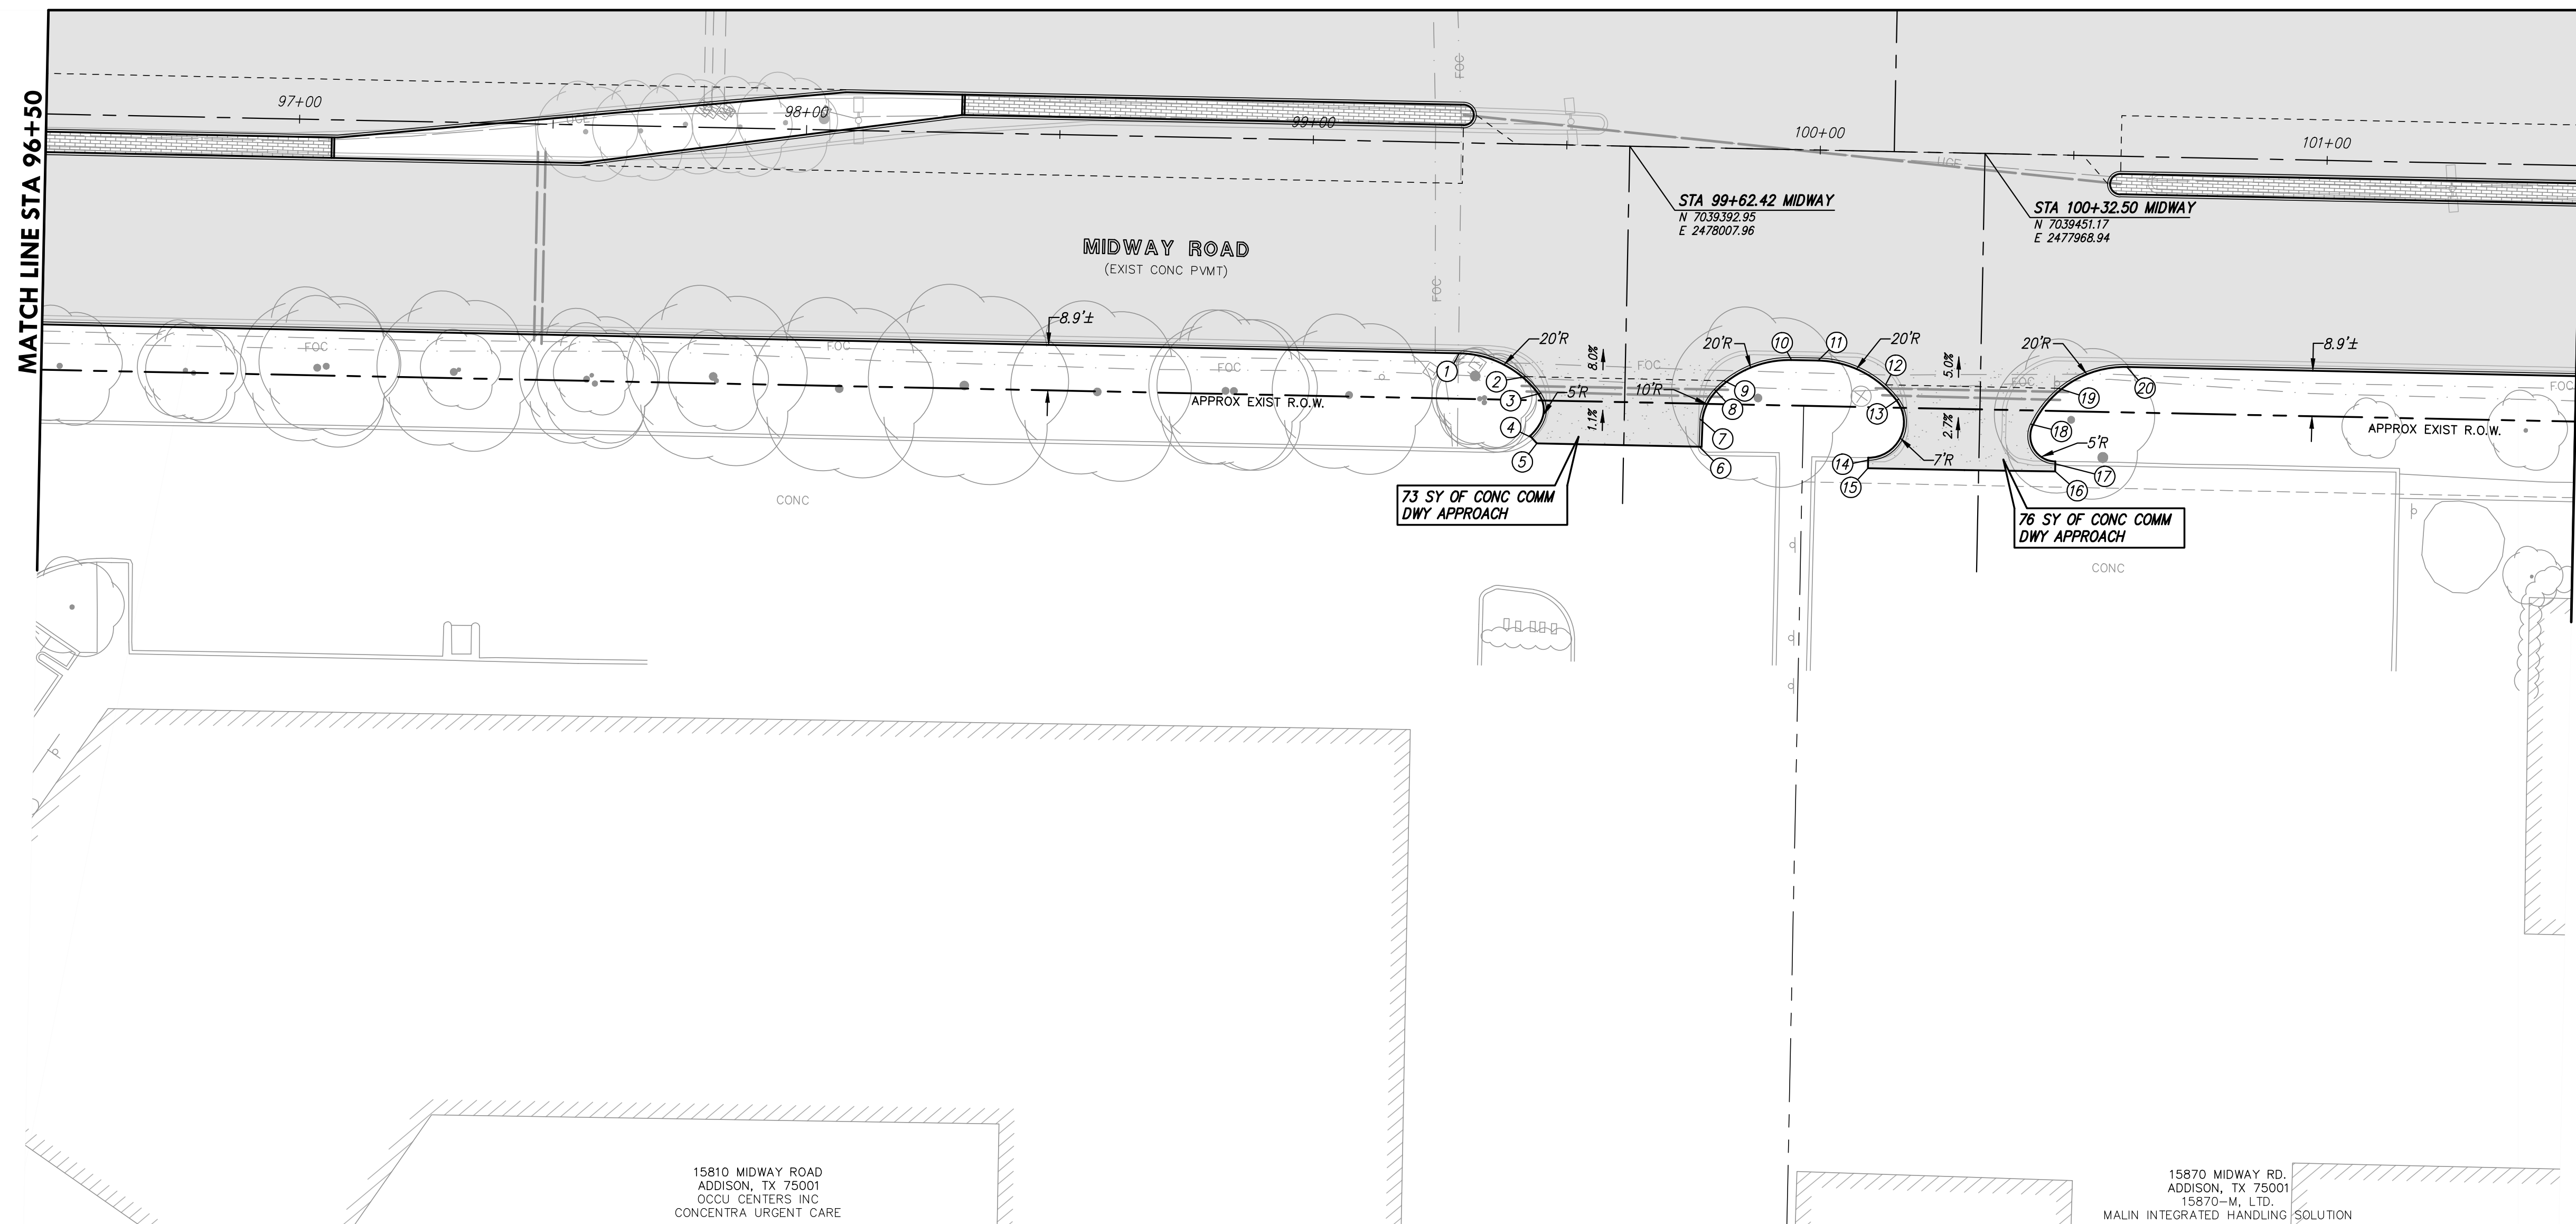 MATCH LINE STA 96+50
97+00
98+00
99+00
100+00
101+00
UGE
UGE
FOC
FOC
STA 99+62.42 MIDWAY
N 7039392.95
E 2478007.96
STA 100+32.50 MIDWAY
N 7039451.17
E 2477968.94
MIDWAY ROAD
(EXIST CONC PVMT)
8.9'±
FOC
FOC
FOC
FOC
FOC
FOC
20'R
20'R
20'R
20'R
8.9'±
1
2
3
4
5
6
7
8
9
10
11
12
13
14
15
16
17
18
19
20
8.0%
1.1%
5.0%
2.7%
5'R
10'R
7'R
5'R
APPROX EXIST R.O.W.
APPROX EXIST R.O.W.
73 SY OF CONC COMM
DWY APPROACH
76 SY OF CONC COMM
DWY APPROACH
CONC
CONC
15810 MIDWAY ROAD
ADDISON, TX 75001
OCCU CENTERS INC
CONCENTRA URGENT CARE
15870 MIDWAY RD.
ADDISON, TX 75001
15870-M, LTD.
MALIN INTEGRATED HANDLING SOLUTION